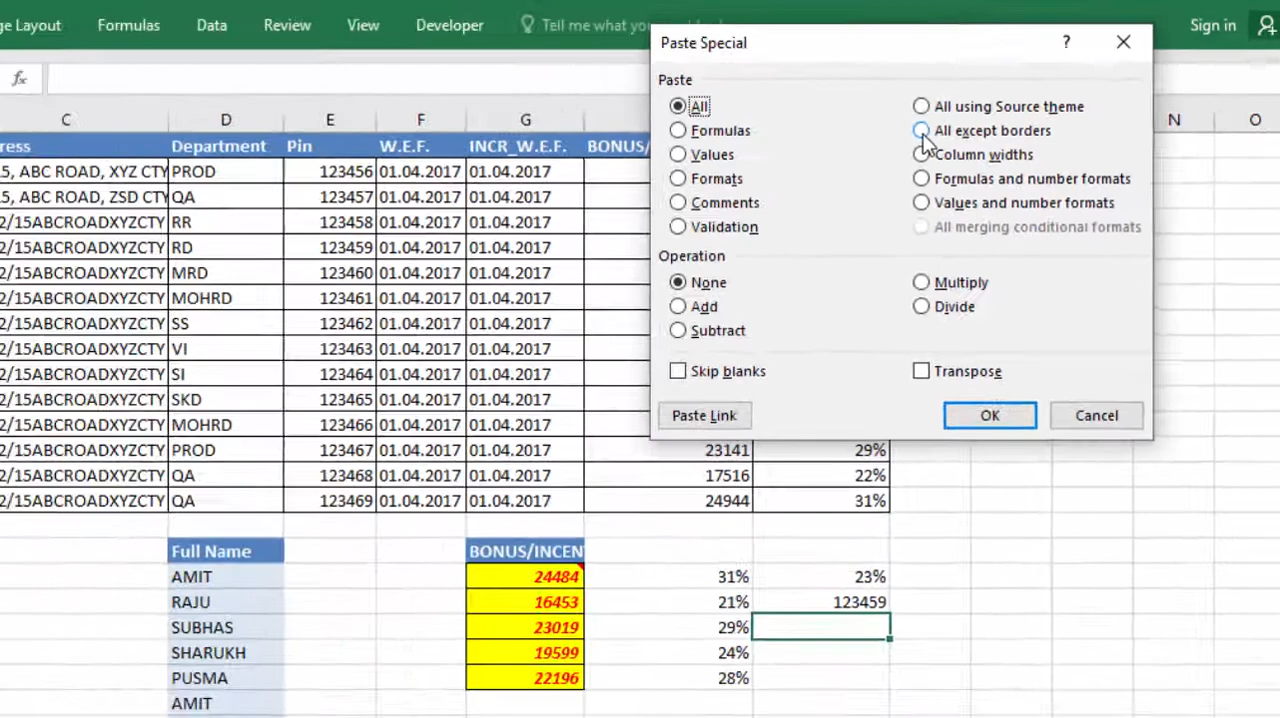 ge Layout Formulas Data Review View Developer Tell me what you Sign in
Paste Special ? 
fx
Paste
All All using Source theme
Formulas All except borders
Values Column widths
Formats Formulas and number formats
Comments Values and number formats
Validation All merging conditional formats
Operation
None Multiply
Add Divide
Subtract
Skip blanks Transpose
Paste Link OK Cancel
C D E F G N O
ress Department Pin W.E.F. INCR_W.E.F. BONUS/
5, ABC ROAD, XYZ CTY PROD 123456 01.04.2017 01.04.2017
5, ABC ROAD, ZSD CTY QA 123457 01.04.2017 01.04.2017
2/15ABCROADXYZCTY RR 123458 01.04.2017 01.04.2017
2/15ABCROADXYZCTY RD 123459 01.04.2017 01.04.2017
2/15ABCROADXYZCTY MRD 123460 01.04.2017 01.04.2017
2/15ABCROADXYZCTY MOHRD 123461 01.04.2017 01.04.2017
2/15ABCROADXYZCTY SS 123462 01.04.2017 01.04.2017
2/15ABCROADXYZCTY VI 123463 01.04.2017 01.04.2017
2/15ABCROADXYZCTY SI 123464 01.04.2017 01.04.2017
2/15ABCROADXYZCTY SKD 123465 01.04.2017 01.04.2017
2/15ABCROADXYZCTY MOHRD 123466 01.04.2017 01.04.2017
2/15ABCROADXYZCTY PROD 123467 01.04.2017 01.04.2017 23141 29%
2/15ABCROADXYZCTY QA 123468 01.04.2017 01.04.2017 17516 22%
2/15ABCROADXYZCTY QA 123469 01.04.2017 01.04.2017 24944 31%
Full Name BONUS/INCEN
AMIT 24484 31% 23%
RAJU 16453 21% 123459
SUBHAS 23019 29%
SHARUKH 19599 24%
PUSMA 22196 28%
AMIT